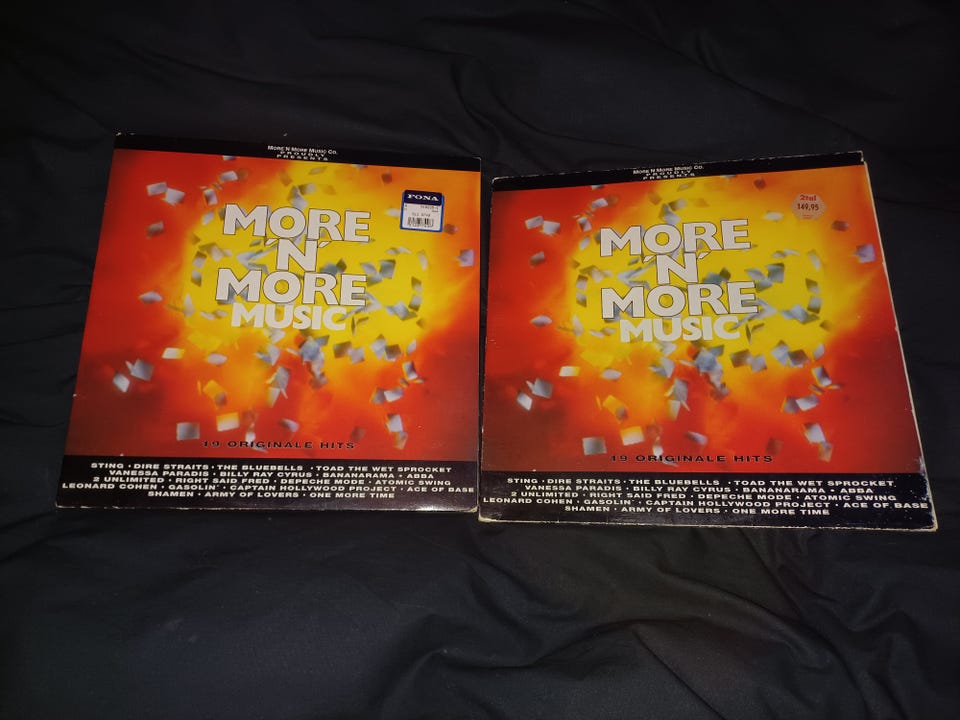 MORE'N MORE MUSIC CO.
PROUDLY
PRESENTS
FONA
MORE
'N'
MORE
MUSIC
19 ORIGINALE HITS
STING · DIRE STRAITS · THE BLUEBELLS · TOAD THE WET SPROCKET
VANESSA PARADIS · BILLY RAY CYRUS · BANANARAMA · ABBA
2 UNLIMITED · RIGHT SAID FRED · DEPECHE MODE · ATOMIC SWING
LEONARD COHEN · GASOLIN' · CAPTAIN HOLLYWOOD PROJECT · ACE OF BASE
SHAMEN · ARMY OF LOVERS · ONE MORE TIME
MORE'N MORE MUSIC CO.
PROUDLY
PRESENTS
2tal
149,95
MORE
'N'
MORE
MUSIC
19 ORIGINALE HITS
STING · DIRE STRAITS · THE BLUEBELLS · TOAD THE WET SPROCKET
VANESSA PARADIS · BILLY RAY CYRUS · BANANARAMA · ABBA
2 UNLIMITED · RIGHT SAID FRED · DEPECHE MODE · ATOMIC SWING
LEONARD COHEN · GASOLIN' · CAPTAIN HOLLYWOOD PROJECT · ACE OF BASE
SHAMEN · ARMY OF LOVERS · ONE MORE TIME